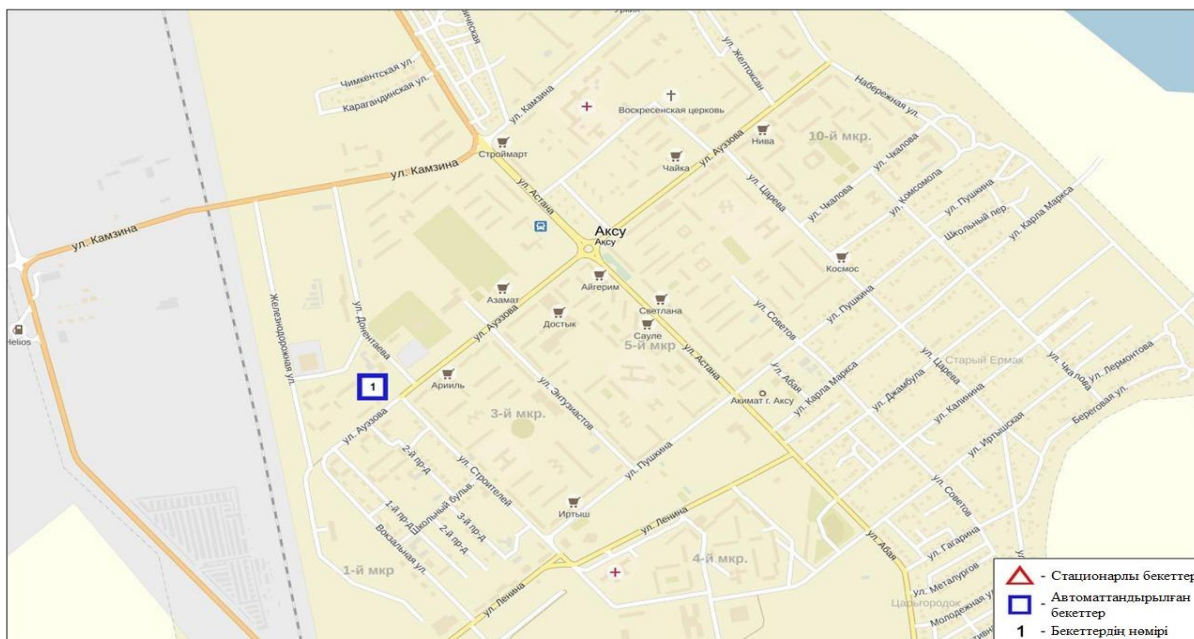 ул. Желтоксан
Чимкентская ул.
Карагандинская ул.
ул. Камзина
Воскресенская церковь
Набережная ул.
Строймарт
Нива
10-й мкр.
ул. Ауэзова
Чайка
ул. Чкалова
ул. Камзина
ул. Астана
ул. Царева
ул. Чкалова
ул. Комсомола
ул. Пушкина
Школьный пер.
ул. Карла Маркса
ул. Камзина
Аксу
Аксу
Космос
Helios
Железнодорожная ул.
ул. Донентаева
Азамат
Айгерим
Светлана
Достык
Сауле
ул. Ауэзова
5-й мкр
ул. Советов
ул. Пушкина
ул. Астана
Старый Ермак
1
Арииль
ул. Энтузиастов
ул. Абая
ул. Карла Маркса
ул. Царева
ул. Чкалова
ул. Лермонтова
Акимат г. Аксу
ул. Джамбула
ул. Калинина
Береговая ул.
3-й мкр.
ул. Ауэзова
2-й пр-д
ул. Строителей
ул. Пушкина
ул. Иртышская
Школьный бульв.
1-й пр-д
3-й пр-д
2-й пр-д
Вокзальная ул.
Иртыш
ул. Ленина
ул. Советов
1-й мкр
4-й мкр.
ул. Абая
ул. Гагарина
ул. Ленина
ул. Металургов
Царьгородок
Молодежная ул.
- Стационарлы бекеттер
- Автоматтандырылған
бекеттер
1 - Бекеттердің нөмірі